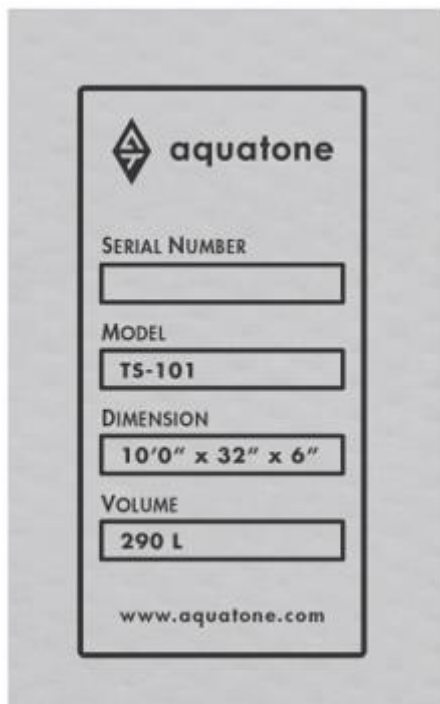 aquatone
SERIAL NUMBER
MODEL
TS-101
DIMENSION
10'0" x 32" x 6"
VOLUME
290 L
www.aquatone.com